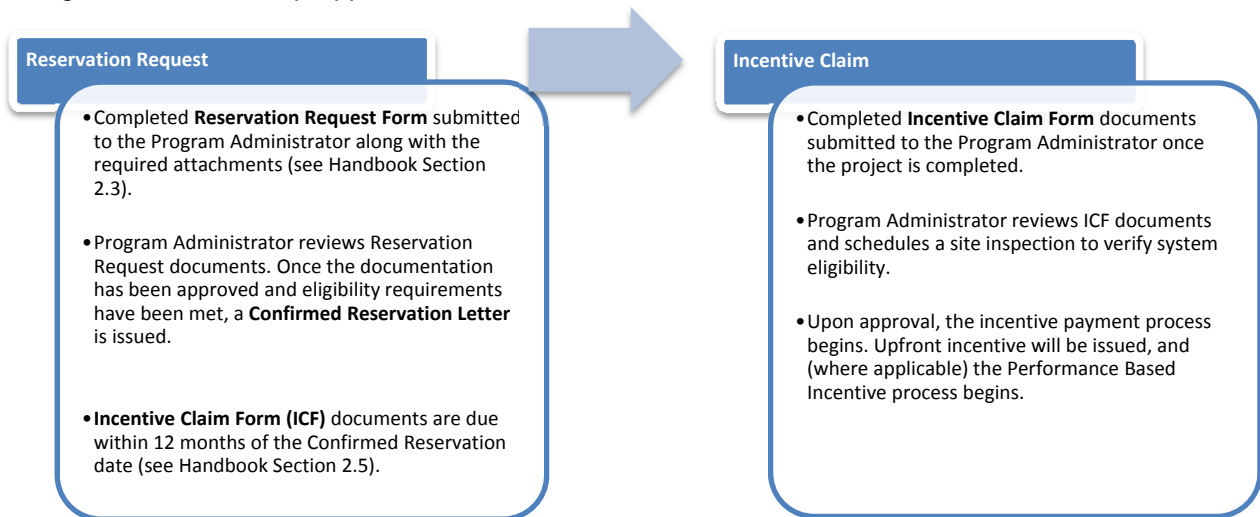 Reservation Request
•Completed Reservation Request Form submitted
to the Program Administrator along with the
required attachments (see Handbook Section
2.3).
•Program Administrator reviews Reservation
Request documents. Once the documentation
has been approved and eligibility requirements
have been met, a Confirmed Reservation Letter
is issued.
•Incentive Claim Form (ICF) documents are due
within 12 months of the Confirmed Reservation
date (see Handbook Section 2.5).
Incentive Claim
•Completed Incentive Claim Form documents
submitted to the Program Administrator once
the project is completed.
•Program Administrator reviews ICF documents
and schedules a site inspection to verify system
eligibility.
•Upon approval, the incentive payment process
begins. Upfront incentive will be issued, and
(where applicable) the Performance Based
Incentive process begins.